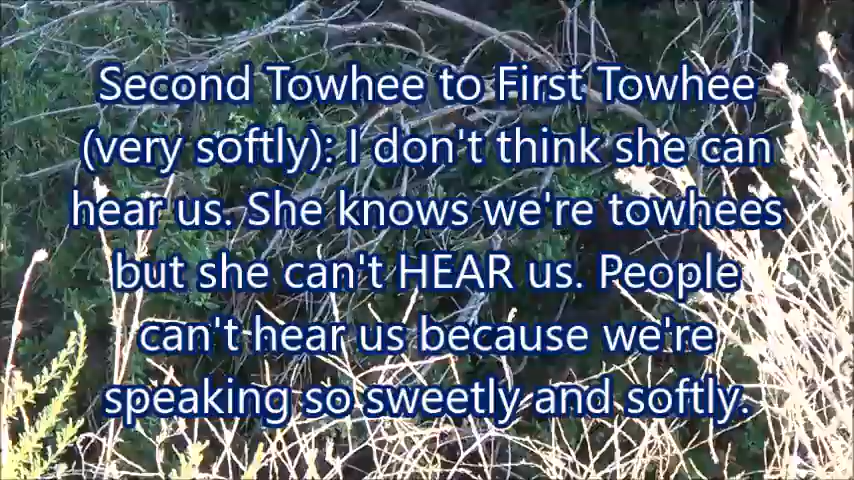 Second Towhee to First Towhee
(very softly): I don't think she can
hear us. She knows we're towhees
but she can't HEAR us. People
can't hear us because we're
speaking so sweetly and softly.